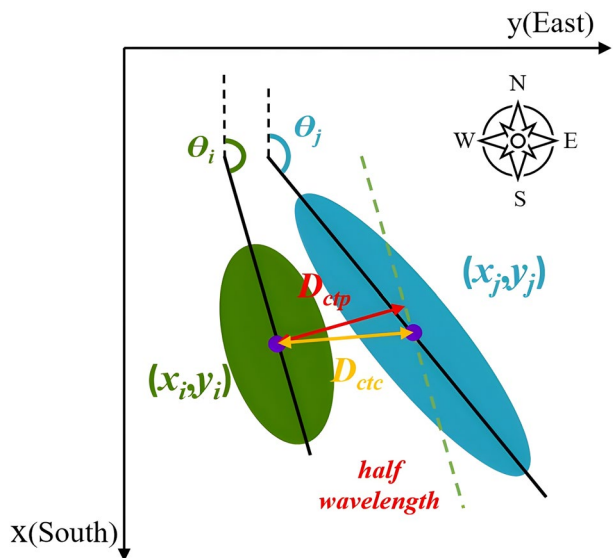 y(East)
N
W E
S
θi
θj
(xj,yj)
Dctp
(xi,yi)
Dctc
half
wavelength
x(South)